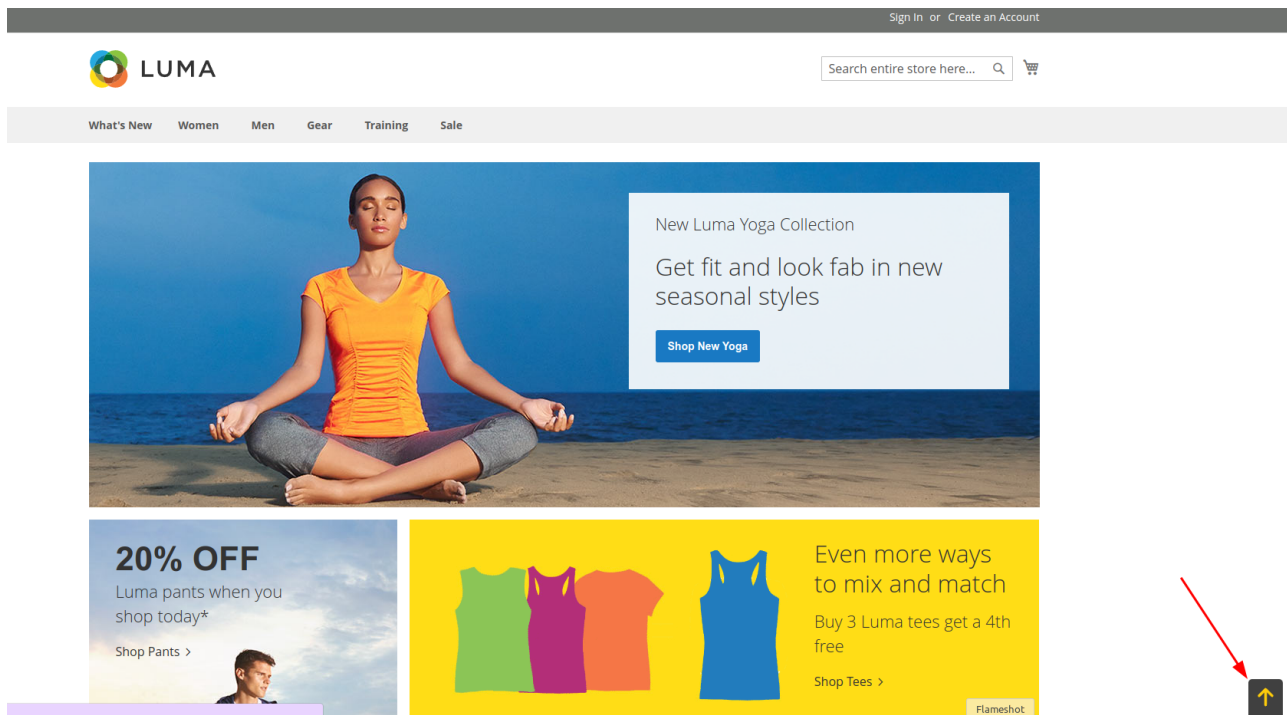 Sign In or Create an Account
LUMA
Search entire store here...
What's New Women Men Gear Training Sale
New Luma Yoga Collection
Get fit and look fab in new
seasonal styles
Shop New Yoga
20% OFF
Luma pants when you
shop today*
Shop Pants >
Even more ways
to mix and match
Buy 3 Luma tees get a 4th
free
Shop Tees >
Flameshot